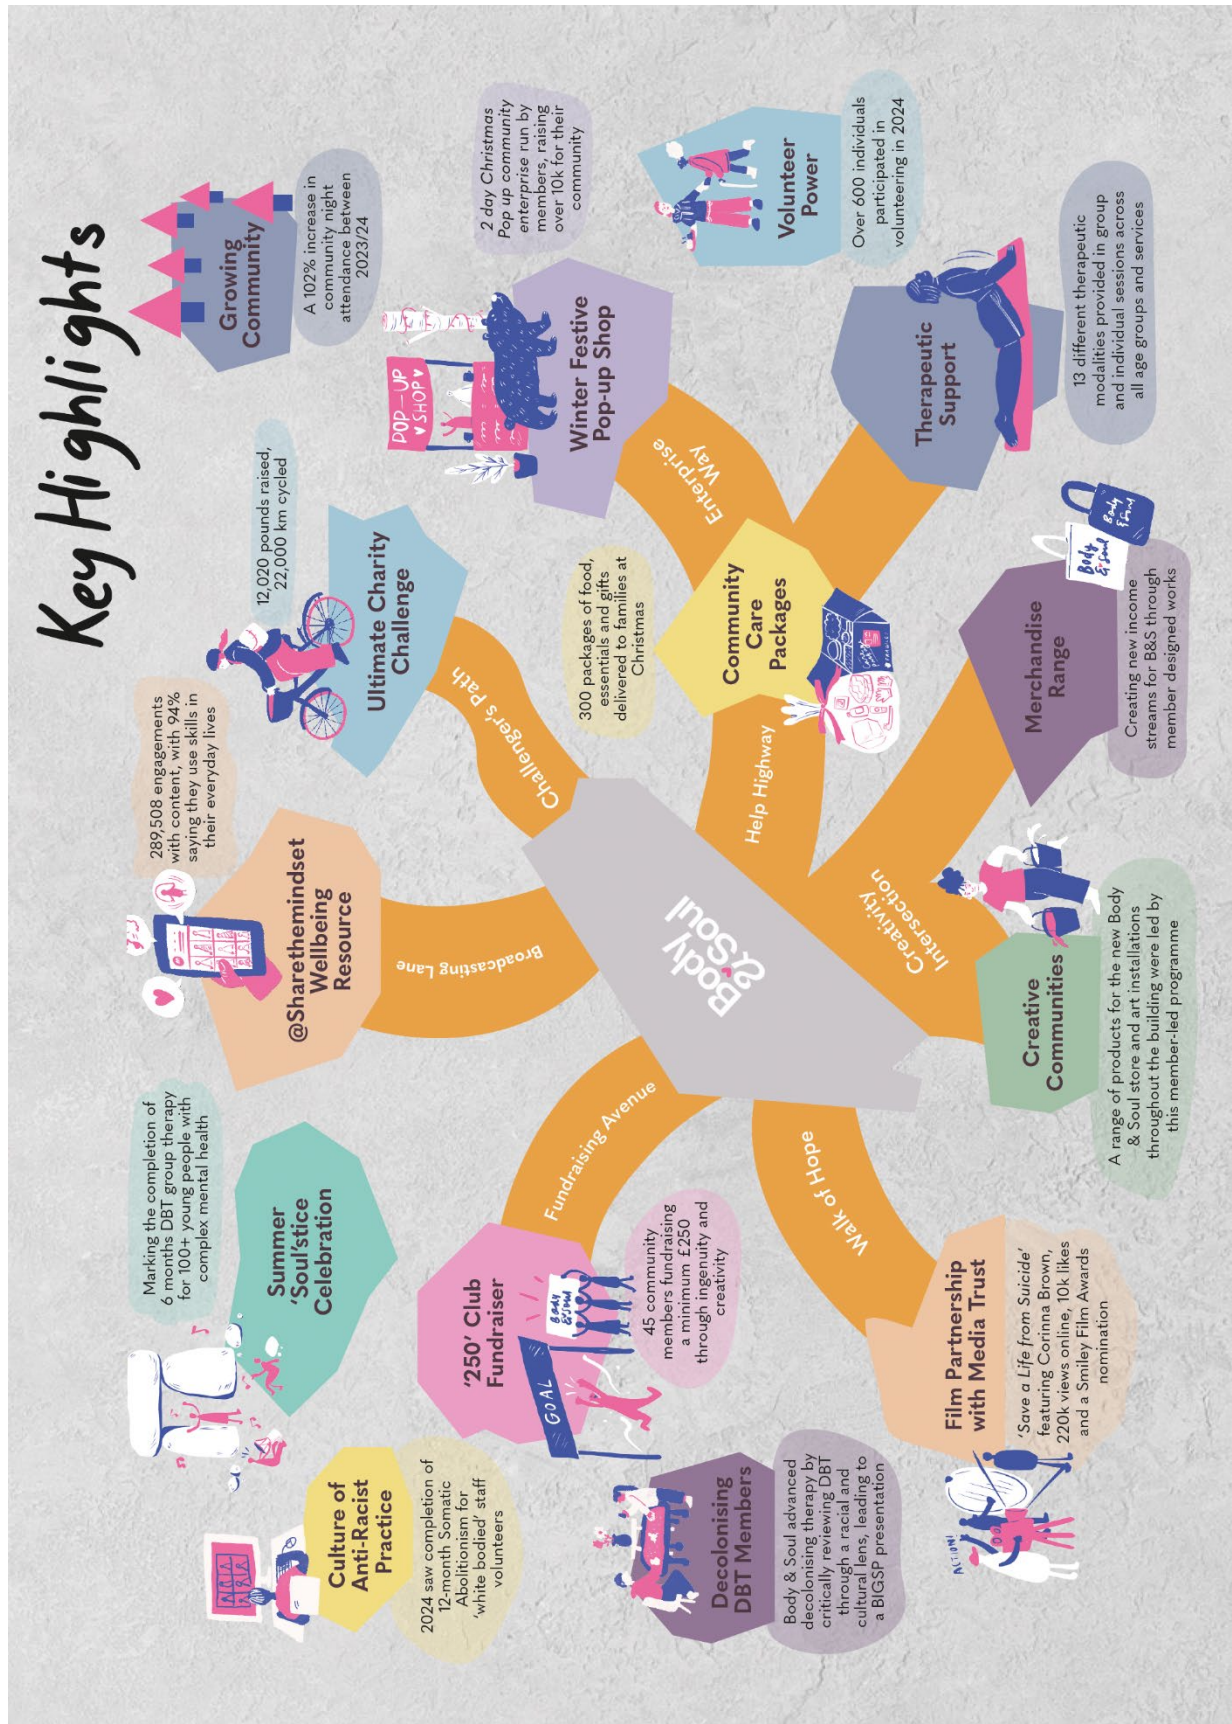 Key Highlights
Culture of
Anti-Racist
Practice
2024 saw completion of
12-month Somatic
Abolitionism for
‘white bodied’ staff
volunteers
Marking the completion of
6 months DBT group therapy
for 100+ young people with
complex mental health
Summer
‘Soul’stice
Celebration
289,508 engagements
with content, with 94%
saying they use skills in
their everyday lives
@Sharethemindset
Wellbeing
Resource
12,020 pounds raised,
22,000 km cycled
Ultimate Charity
Challenge
Growing
Community
A 102% increase in
community night
attendance between
2023/24
POP-UP
SHOP
Winter Festive
Pop-up Shop
2 day Christmas
Pop up community
enterprise run by
members, raising
over 10k for their
community
GOAL
Body
& Soul
‘250’ Club
Fundraiser
45 community
members fundraising
a minimum £250
through ingenuity and
creativity
Fundraising Avenue
Broadcasting Lane
Challenger’s Path
300 packages of food,
essentials and gifts
delivered to families at
Christmas
Community
Care
Packages
Enterprise
Way
Help Highway
Body
& Soul
Volunteer
Power
Over 600 individuals
participated in
volunteering in 2024
Decolonising
DBT Members
Body & Soul advanced
decolonising therapy by
critically reviewing DBT
through a racial and
cultural lens, leading to
a BIGSP presentation
Walk of Hope
Creativity
Intersection
Therapeutic
Support
13 different therapeutic
modalities provided in group
and individual sessions across
all age groups and services
ACTION!
Film Partnership
with Media Trust
‘Save a Life from Suicide’
featuring Corinna Brown,
220k views online, 10k likes
and a Smiley Film Awards
nomination
Creative
Communities
A range of products for the new Body
& Soul store and art installations
throughout the building were led by
this member-led programme
Merchandise
Range
Creating new income
streams for B&S through
member designed works
Body
& Soul
Body
& Soul